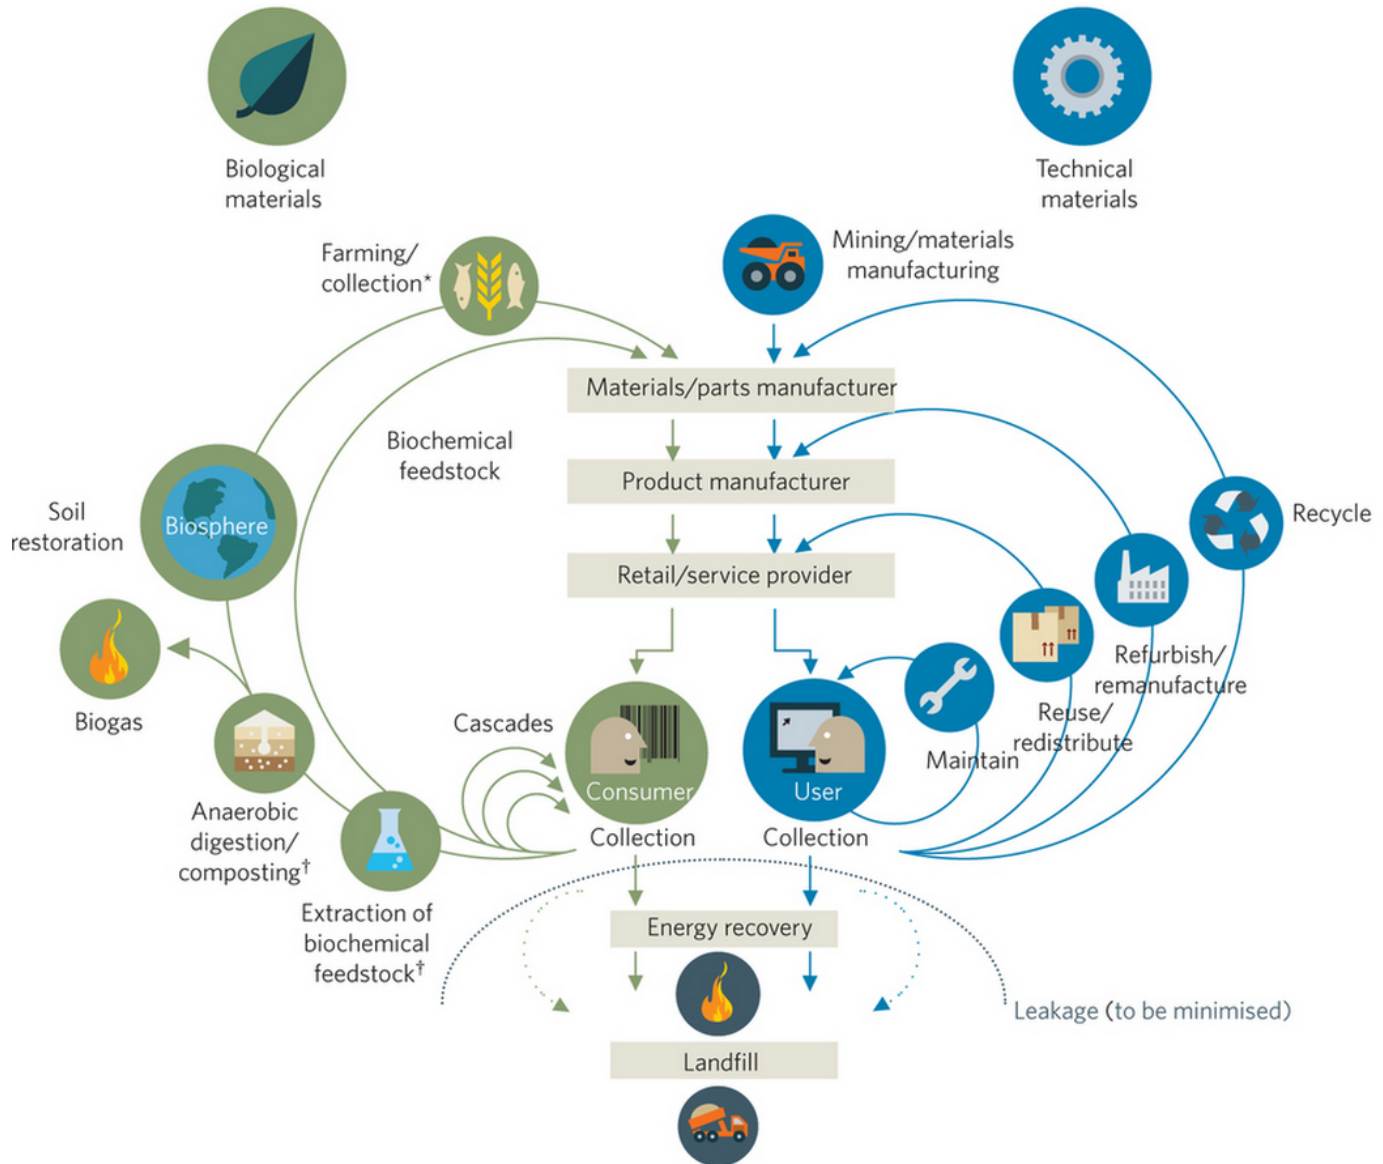 Biological
materials
Technical
materials
Farming/
collection*
Mining/materials
manufacturing
Materials/parts manufacturer
Biochemical
feedstock
Product manufacturer
Soil
restoration
Biosphere
Recycle
Retail/service provider
Biogas
Refurbish/
remanufacture
Cascades
Reuse/
redistribute
Maintain
Consumer
User
Anaerobic
digestion/
composting†
Collection
Collection
Extraction of
biochemical
feedstock†
Energy recovery
Leakage (to be minimised)
Landfill